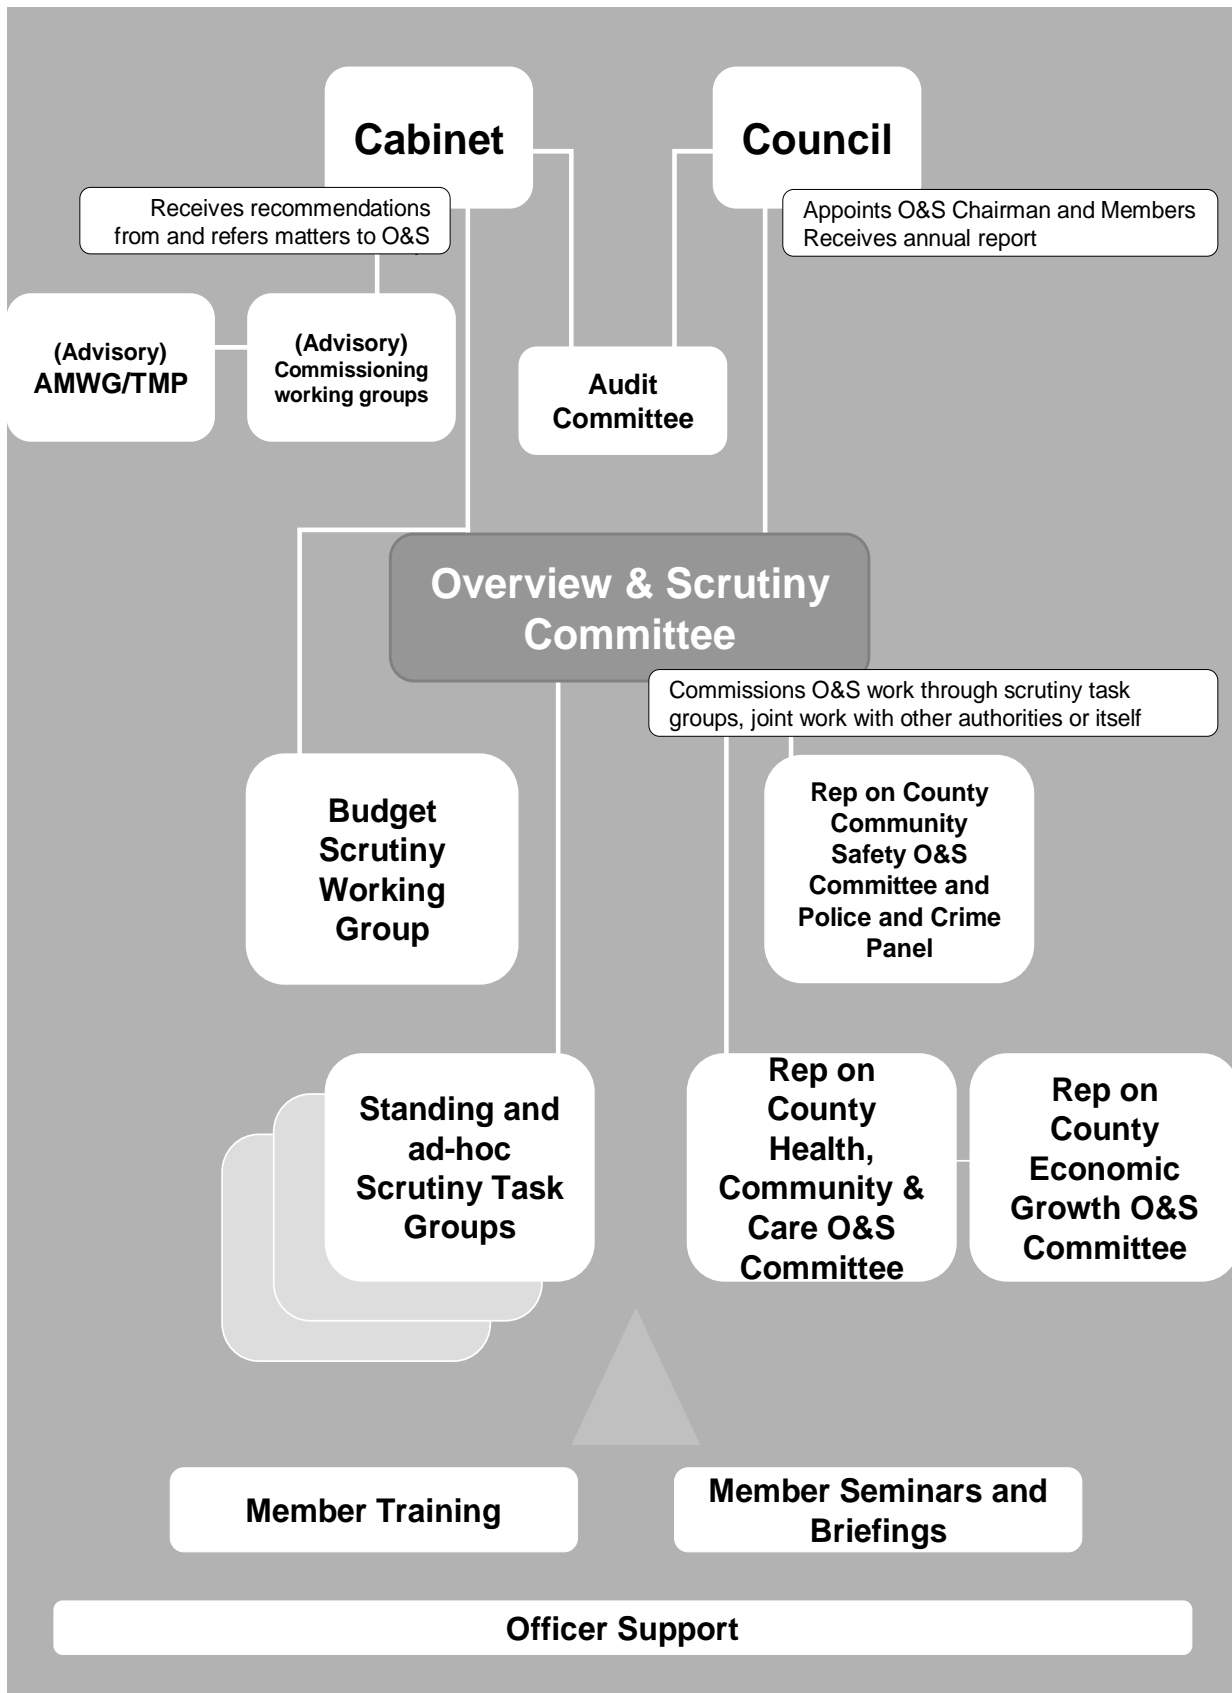 Cabinet
Council
Receives recommendations
from and refers matters to O&S
Appoints O&S Chairman and Members
Receives annual report
(Advisory)
AMWG/TMP
(Advisory)
Commissioning
working groups
Audit
Committee
Overview & Scrutiny
Committee
Commissions O&S work through scrutiny task
groups, joint work with other authorities or itself
Budget
Scrutiny
Working
Group
Rep on County
Community
Safety O&S
Committee and
Police and Crime
Panel
Standing and
ad-hoc
Scrutiny Task
Groups
Rep on
County
Health,
Community &
Care O&S
Committee
Rep on
County
Economic
Growth O&S
Committee
Member Training
Member Seminars and
Briefings
Officer Support